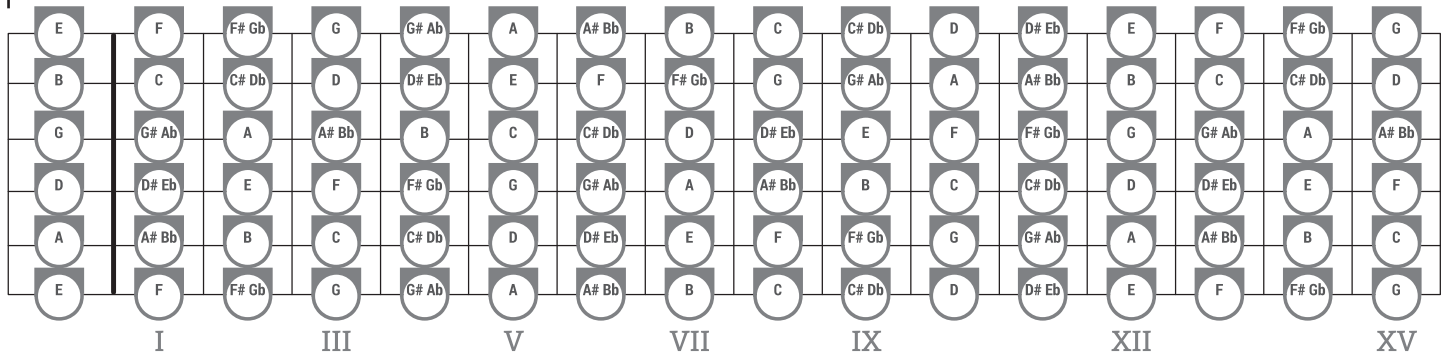 E F F# Gb G G# Ab A A# Bb B C C# Db D D# Eb E F F# Gb G
B C C# Db D D# Eb E F F# Gb G G# Ab A A# Bb B C C# Db D
G G# Ab A A# Bb B C C# Db D D# Eb E F F# Gb G G# Ab A A# Bb
D D# Eb E F F# Gb G G# Ab A A# Bb B C C# Db D D# Eb E F
A A# Bb B C C# Db D D# Eb E F F# Gb G G# Ab A A# Bb B C
E F F# Gb G G# Ab A A# Bb B C C# Db D D# Eb E F F# Gb G
I III V VII IX XII XV